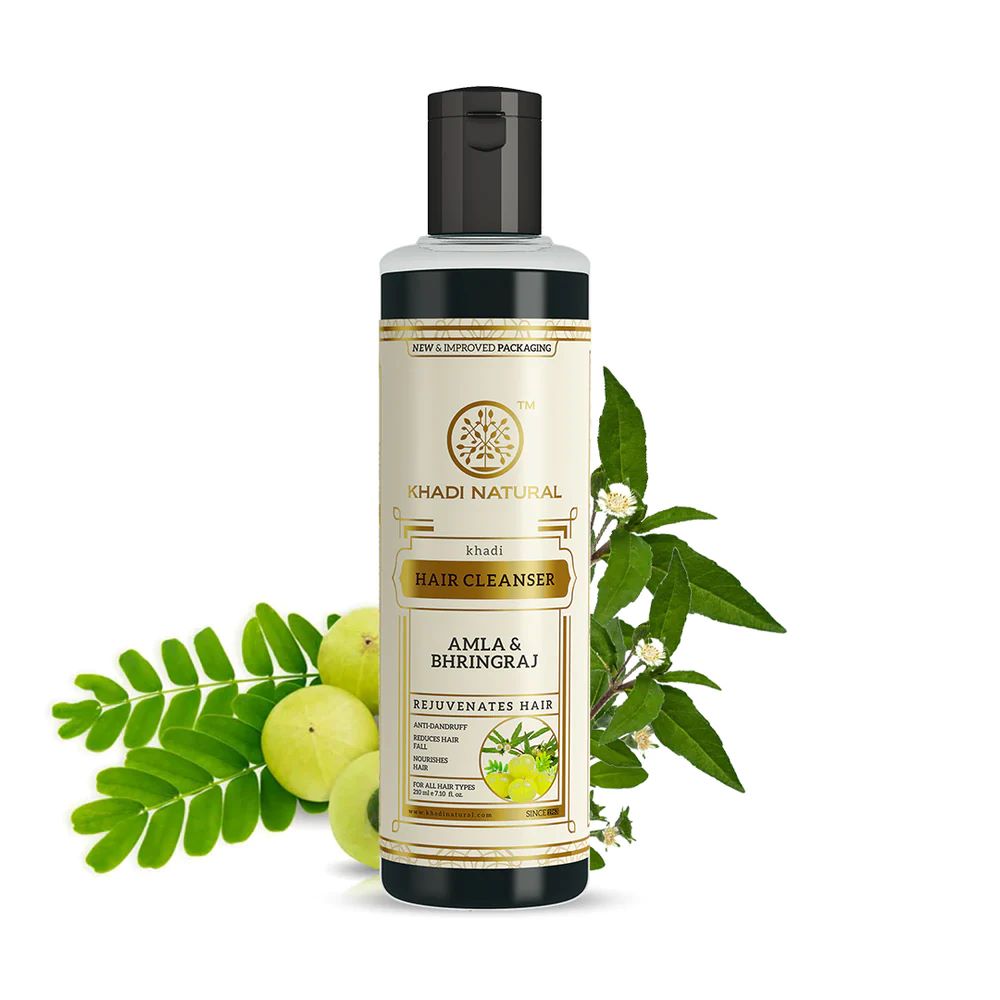 NEW & IMPROVED PACKAGING
TM
KHADI NATURAL
khadi
HAIR CLEANSER
AMLA &
BHRINGRAJ
REJUVENATES HAIR
ANTI-DANDRUFF
REDUCES HAIR
FALL
NOURISHES
HAIR
FOR ALL HAIR TYPES
210 ml e 7.10 fl. oz.
www.khadinatural.com
SINCE